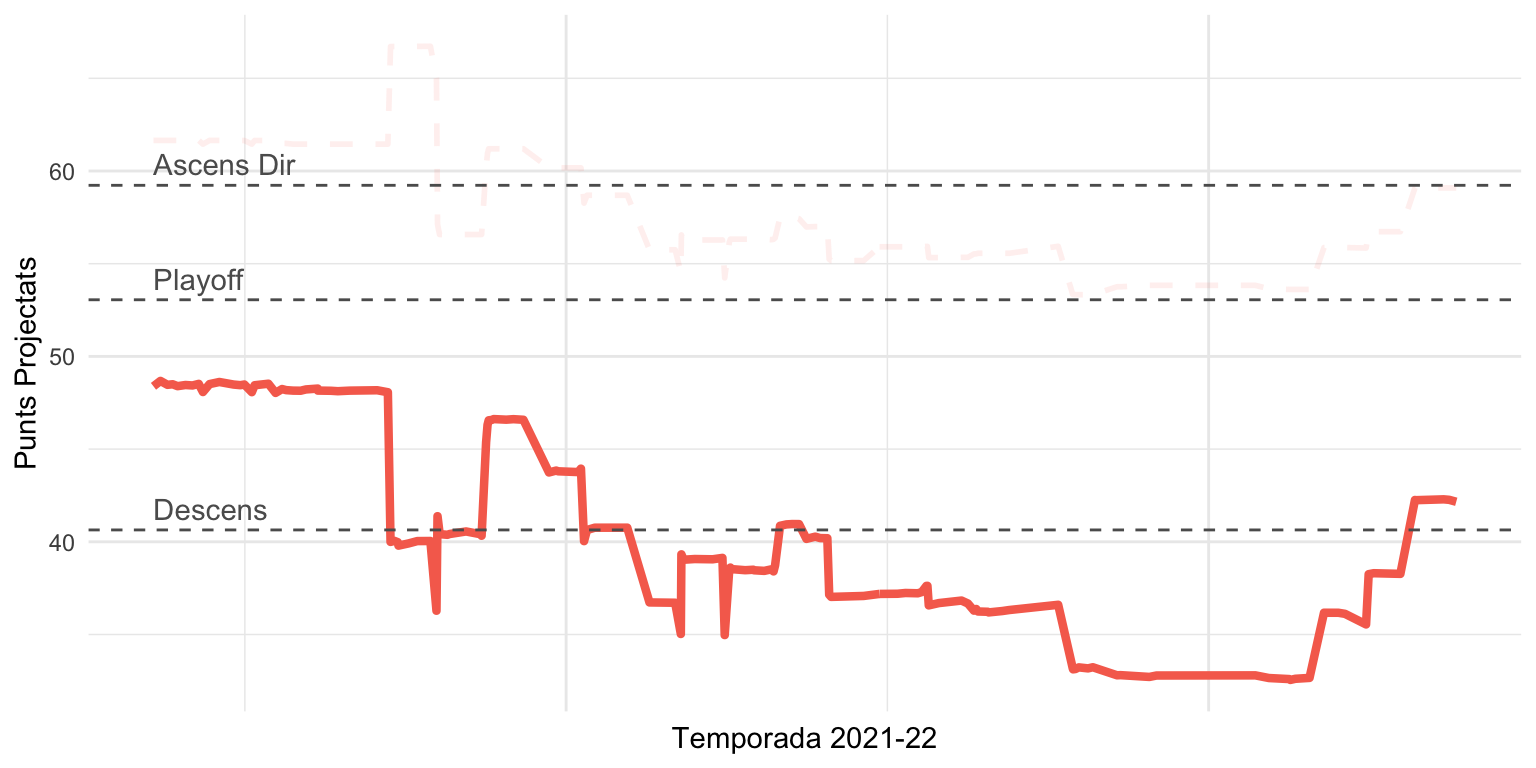 60
Ascens Dir
Playoff
50
Descens
40
Punts Projectats
Temporada 2021-22